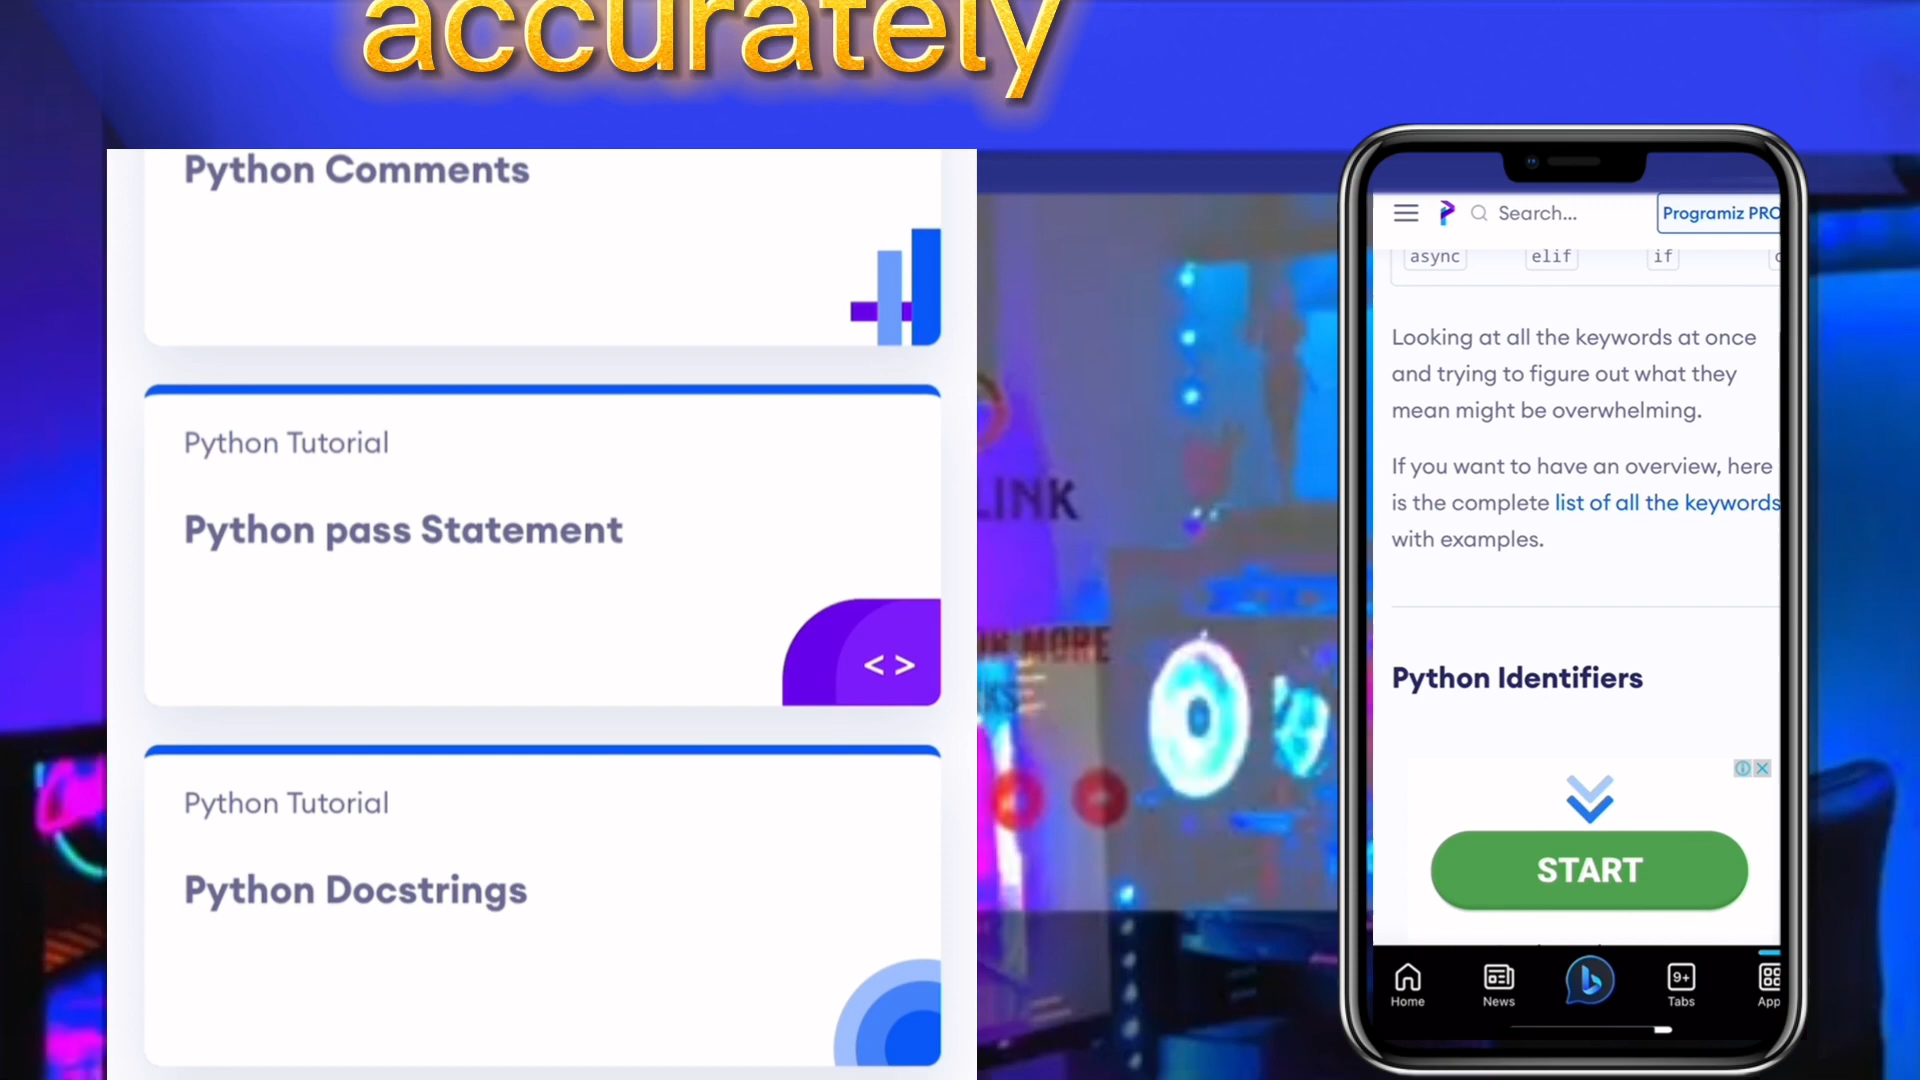 accurately
Python Comments
Python Tutorial
Python pass Statement
< >
Python Tutorial
Python Docstrings
LINK
MORE
Search...
Programiz PRO
async elif if
Looking at all the keywords at once
and trying to figure out what they
mean might be overwhelming.
If you want to have an overview, here
is the complete list of all the keywords
with examples.
Python Identifiers
START
9+
Home News Tabs App